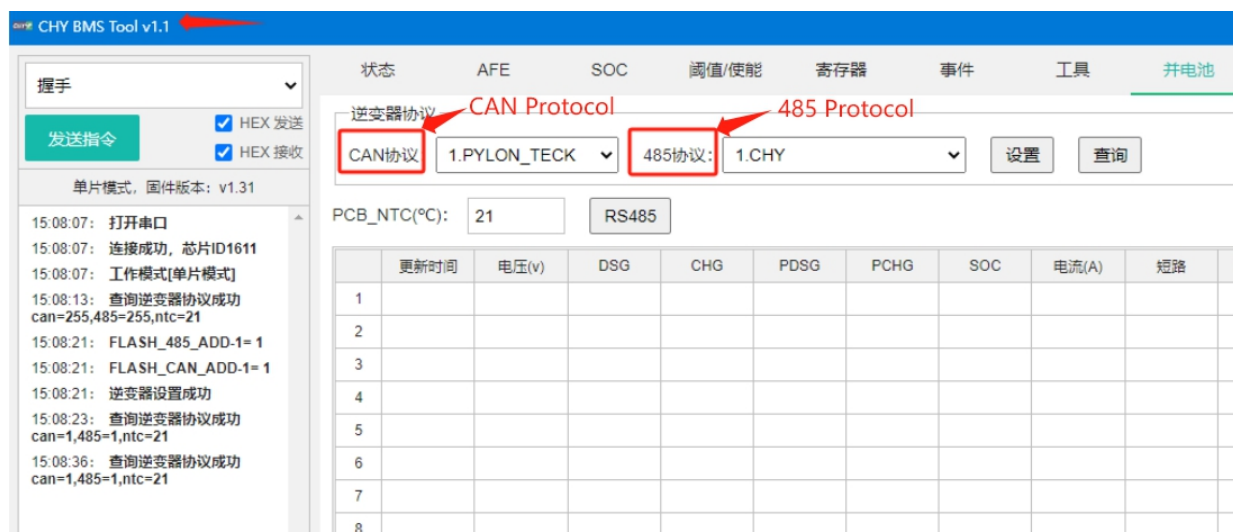 CHY BMS Tool v1.1
握手
发送指令
HEX 发送
HEX 接收
单片模式，固件版本：v1.31
15:08:07： 打开串口
15:08:07： 连接成功，芯片ID1611
15:08:07： 工作模式[单片模式]
15:08:13： 查询逆变器协议成功
can=255,485=255,ntc=21
15:08:21： FLASH_485_ADD-1= 1
15:08:21： FLASH_CAN_ADD-1= 1
15:08:21： 逆变器设置成功
15:08:23： 查询逆变器协议成功
can=1,485=1,ntc=21
15:08:36： 查询逆变器协议成功
can=1,485=1,ntc=21
状态 AFE SOC 阈值/使能 寄存器 事件 工具 并电池
逆变器协议 CAN Protocol 485 Protocol
CAN协议 1.PYLON_TECK 485协议: 1.CHY 设置 查询
PCB_NTC(℃): 21 RS485
更新时间 电压(v) DSG CHG PDSG PCHG SOC 电流(A) 短路
1
2
3
4
5
6
7
8